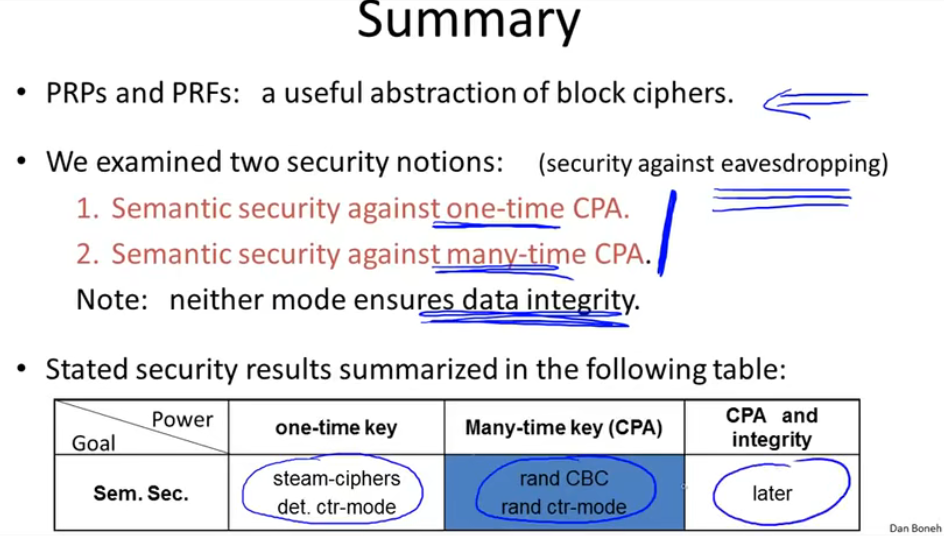 Summary
• PRPs and PRFs: a useful abstraction of block ciphers.
• We examined two security notions: (security against eavesdropping)
1. Semantic security against one-time CPA.
2. Semantic security against many-time CPA.
Note: neither mode ensures data integrity.
• Stated security results summarized in the following table:
Power
Goal
one-time key
Many-time key (CPA)
CPA and
integrity
Sem. Sec.
steam-ciphers
det. ctr-mode
rand CBC
rand ctr-mode
later
Dan Boneh